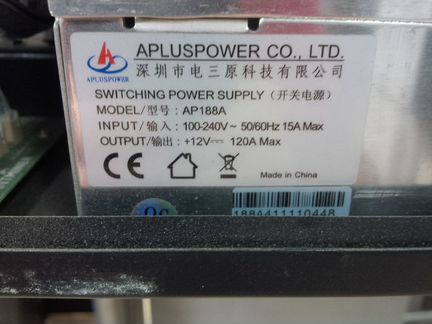 APLUSPOWER CO., LTD.
深圳市电三原科技有限公司
APLUSPOWER
SWITCHING POWER SUPPLY（开关电源）
MODEL/型号: AP188A
INPUT/输入: 100-240V~ 50/60Hz 15A Max
OUTPUT/输出: +12V⎓ 120A Max
CE
Made in China
188A411110448